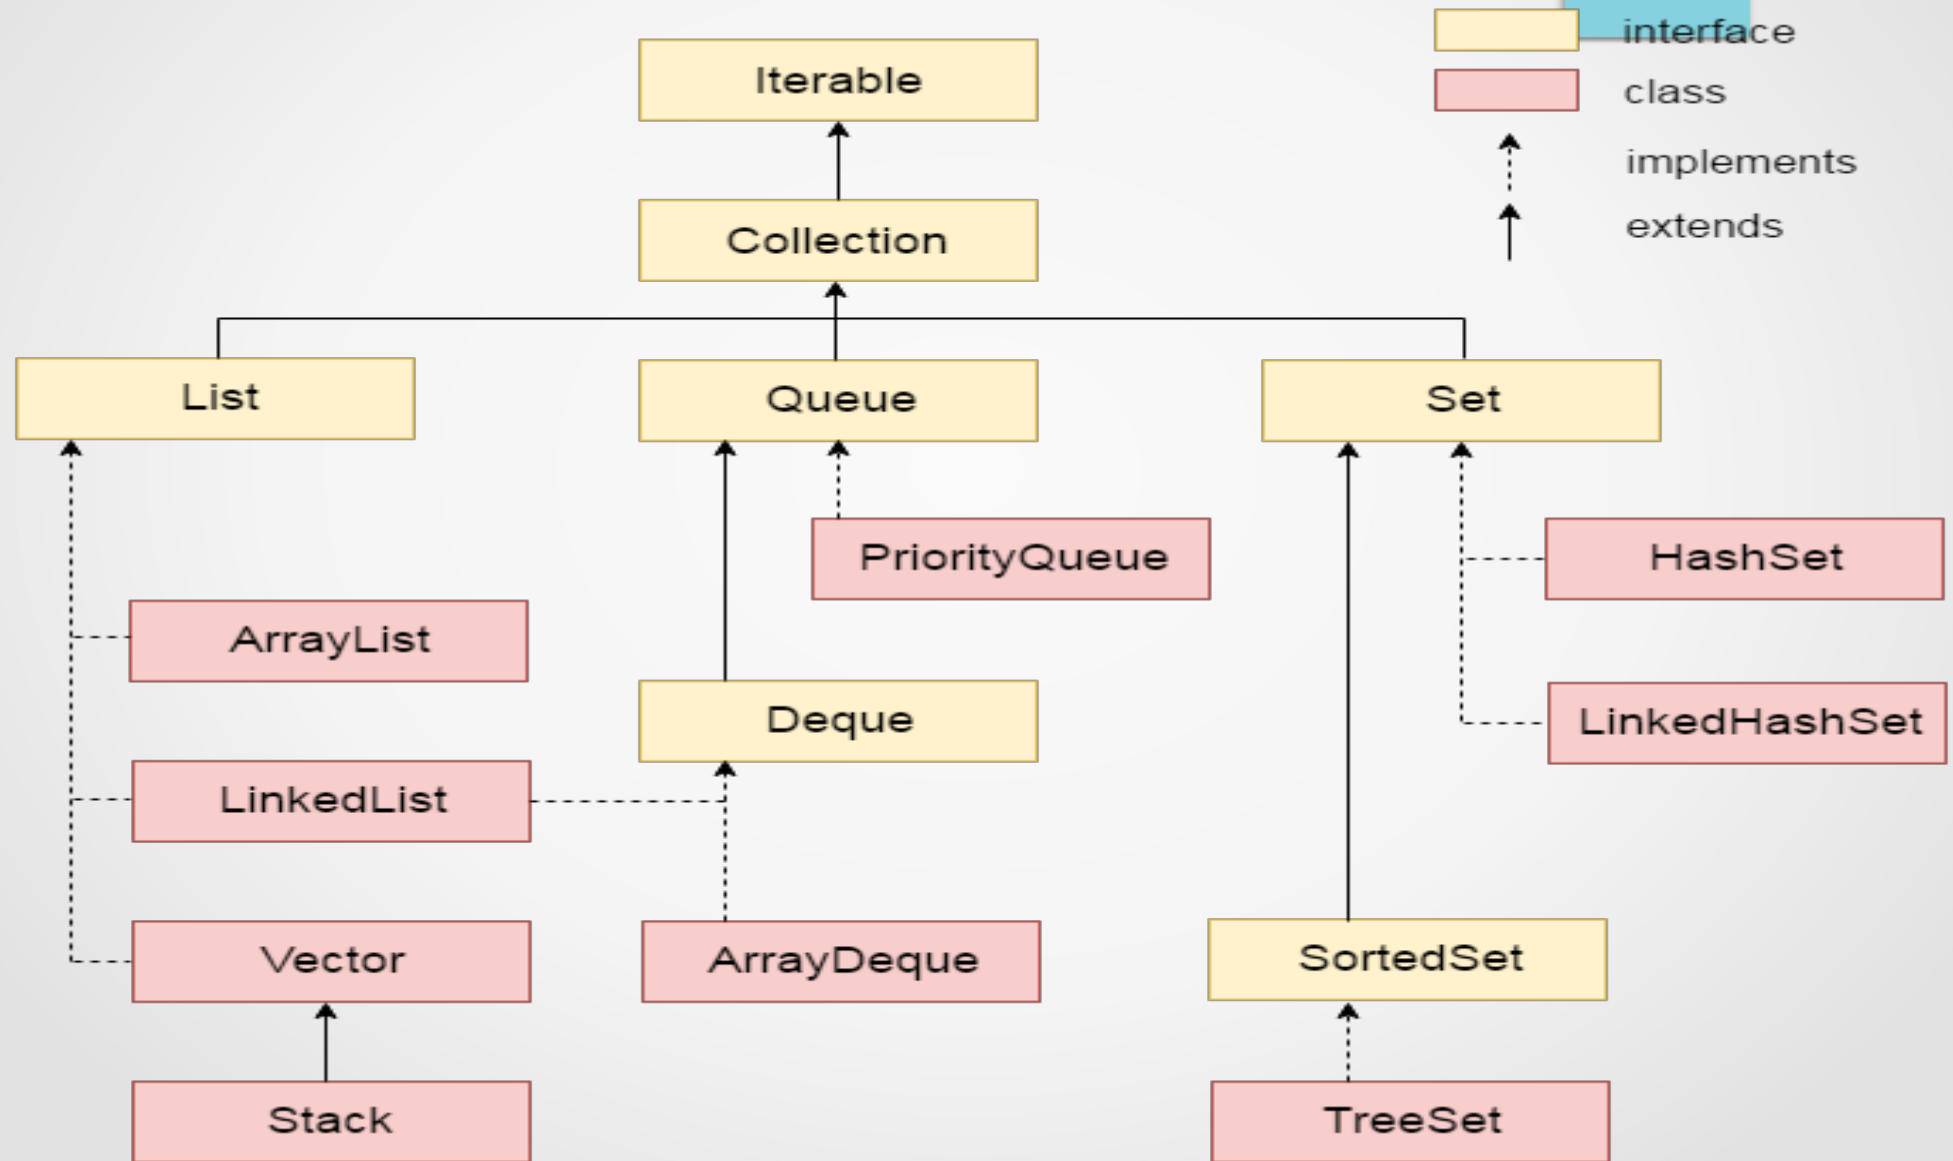 interface
Iterable
class
implements
extends
Collection
List
Queue
Set
PriorityQueue
HashSet
ArrayList
Deque
LinkedHashSet
LinkedList
Vector
ArrayDeque
SortedSet
Stack
TreeSet